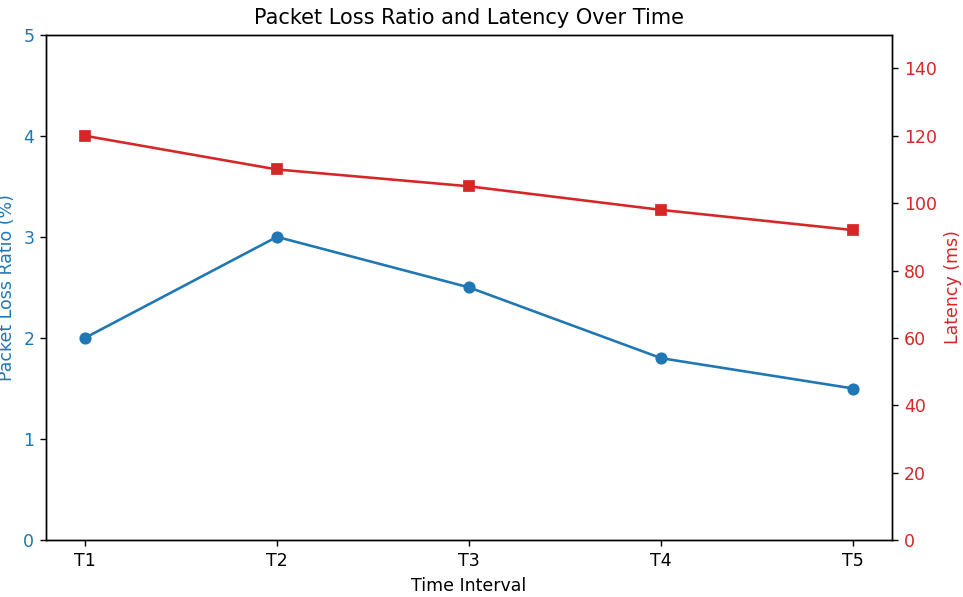 Packet Loss Ratio and Latency Over Time
5
4
3
2
1
0
Packet Loss Ratio (%)
140
120
100
80
60
40
20
0
Latency (ms)
T1 T2 T3 T4 T5
Time Interval